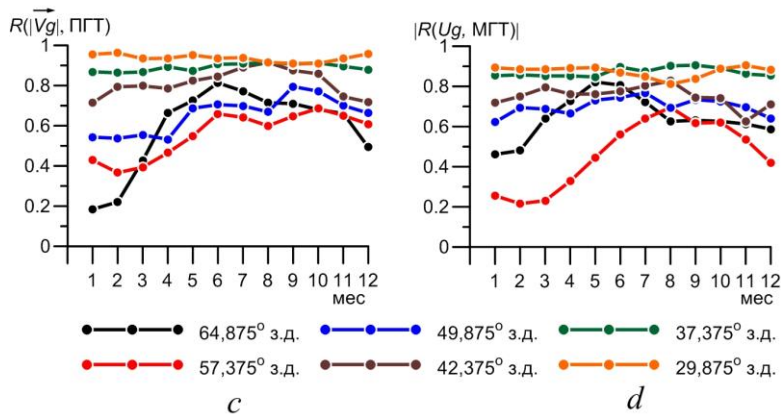 R(|Vg|, ПГТ)
1
0.8
0.6
0.4
0.2
0
1 2 3 4 5 6 7 8 9 10 11 12
мес
|R(Ug, МГТ)|
1
0.8
0.6
0.4
0.2
0
1 2 3 4 5 6 7 8 9 10 11 12
мес
64,875° з.д.
49,875° з.д.
37,375° з.д.
57,375° з.д.
42,375° з.д.
29,875° з.д.
c
d